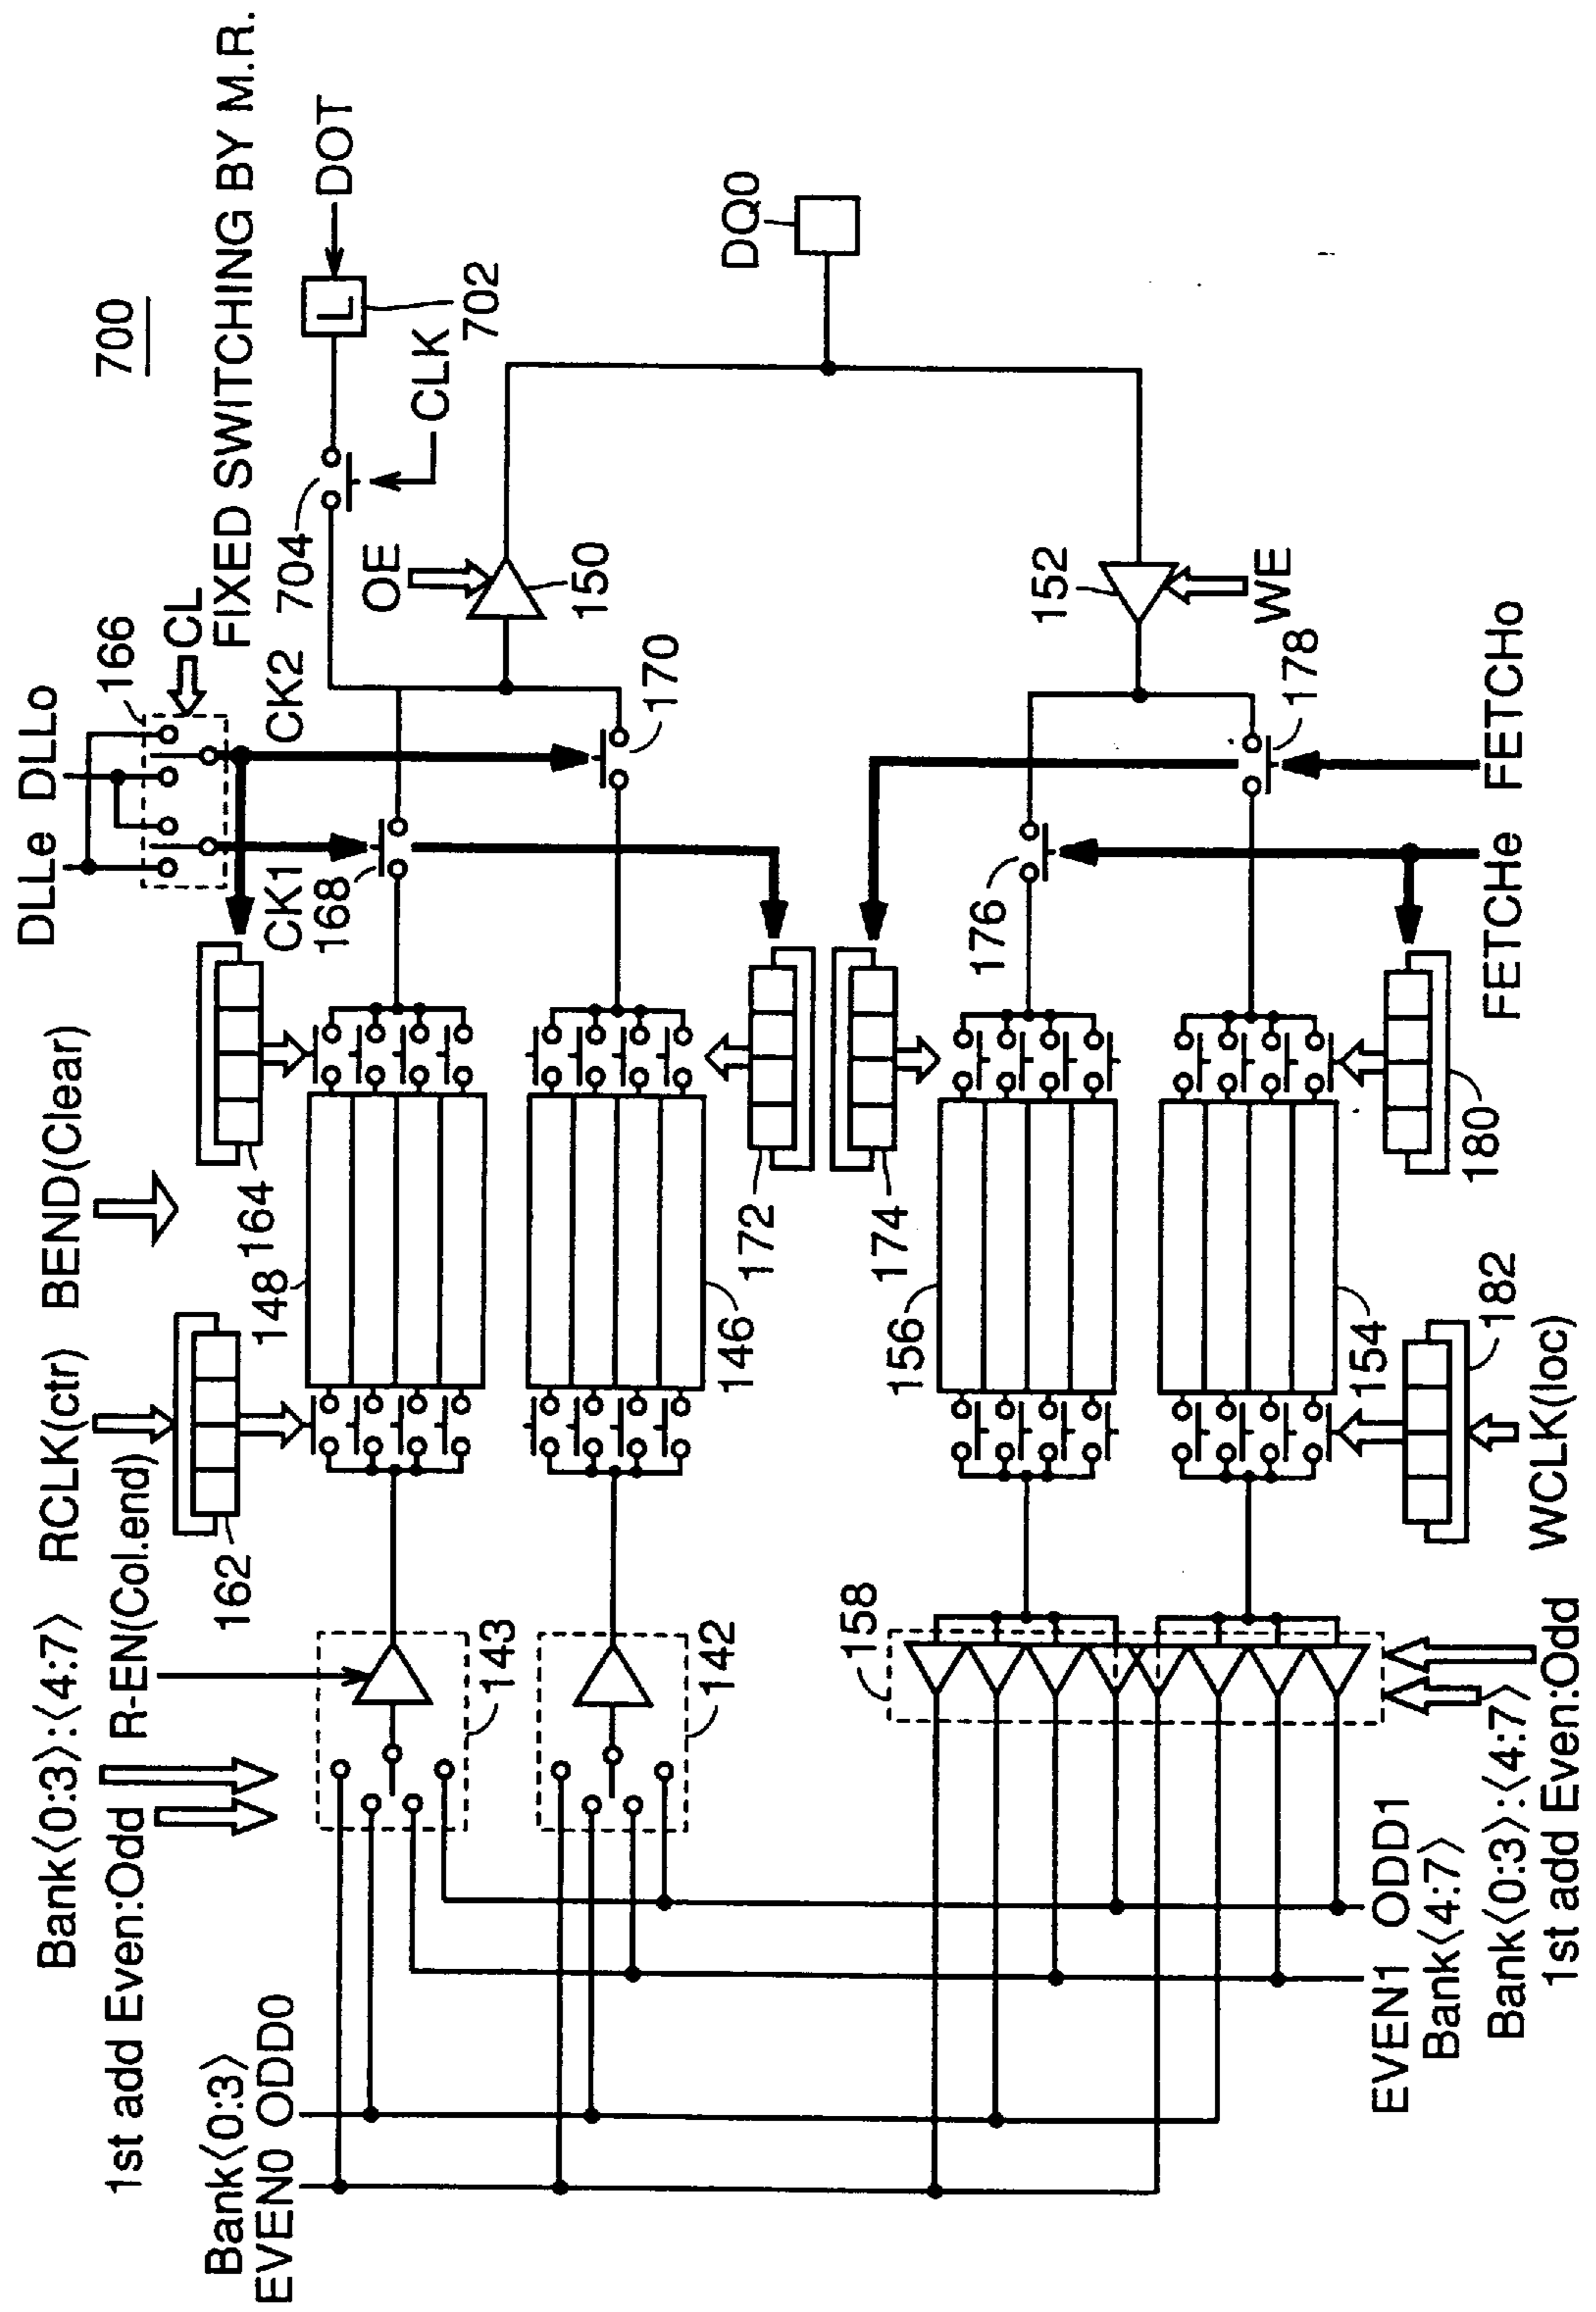 700
Bank⟨0:3⟩:⟨4:7⟩
1st add Even:Odd
RCLK(ctr)
R-EN(Col.end)
BEND(Clear)
DLLe DLLo
166
CL
FIXED SWITCHING BY M.R.
Bank⟨0:3⟩
EVEN0 ODD0
162
164
CK1
CK2
704
CLK
L
DOT
702
143
148
168
OE
150
142
146
172
170
DQ0
158
156
174
176
152
WE
178
154
182
180
EVEN1 ODD1
Bank⟨4:7⟩
Bank⟨0:3⟩:⟨4:7⟩
1st add Even:Odd
WCLK(loc)
FETCHe FETCHo